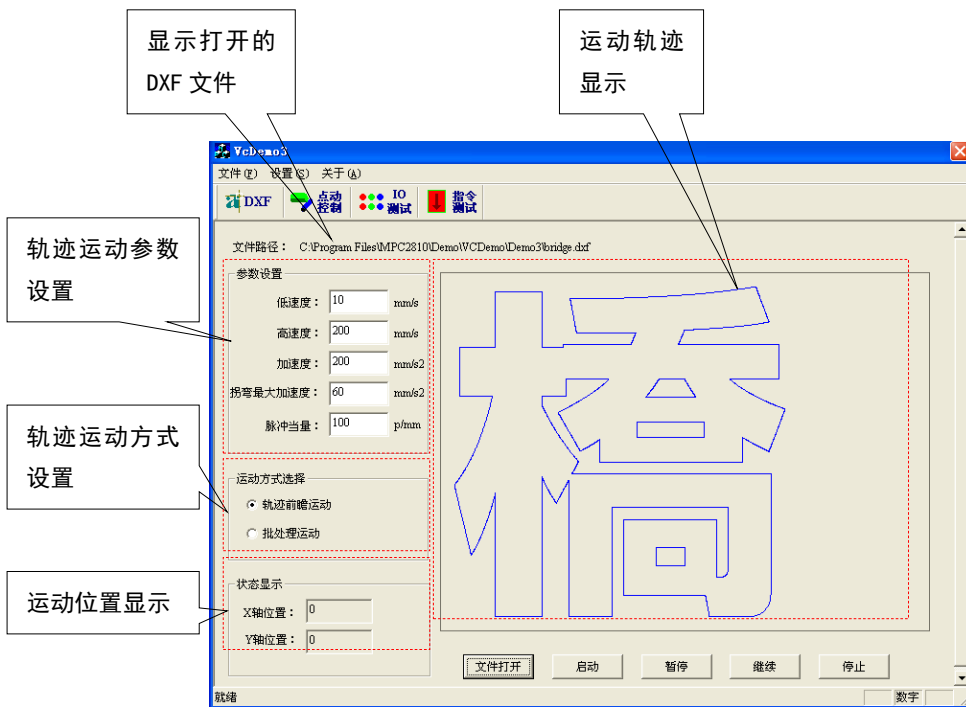 显示打开的
DXF 文件
运动轨迹
显示
VcDemo3
文件(F) 设置(S) 关于(A)
DXF 点动控制 IO测试 指令测试
轨迹运动参数
设置
文件路径： C:\Program Files\MPC2810\Demo\VCDemo\Demo3\bridge.dxf
参数设置
低速度： 10 mm/s
高速度： 200 mm/s
加速度： 200 mm/s2
拐弯最大加速度： 60 mm/s2
脉冲当量： 100 p/mm
橋
轨迹运动方式
设置
运动方式选择
轨迹前瞻运动
批处理运动
运动位置显示
状态显示
X轴位置： 0
Y轴位置： 0
文件打开 启动 暂停 继续 停止
就绪 数字